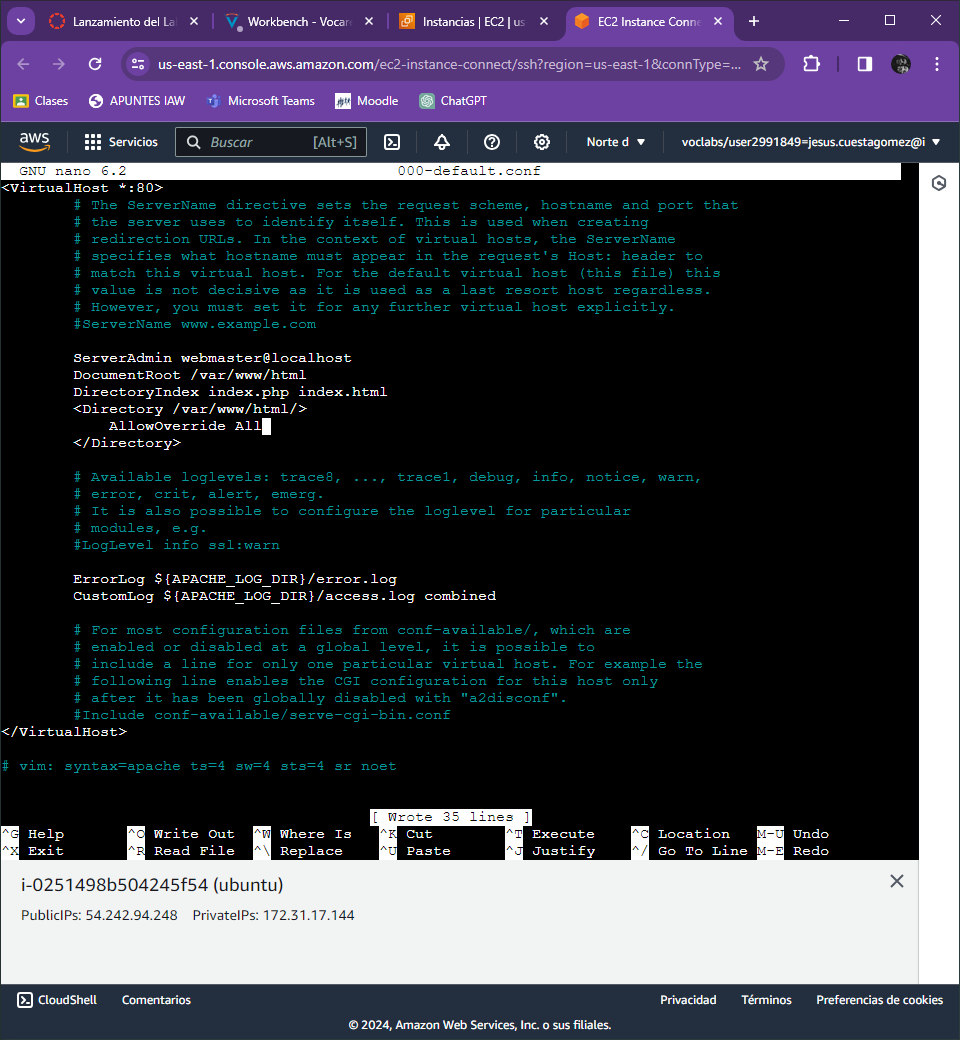 Lanzamiento del La
Workbench - Vocar
Instancias | EC2 | us
EC2 Instance Conne
us-east-1.console.aws.amazon.com/ec2-instance-connect/ssh?region=us-east-1&connType=...
Clases
APUNTES IAW
Microsoft Teams
Moodle
ChatGPT
aws
Servicios
Buscar
[Alt+S]
Norte d
voclabs/user2991849=jesus.cuestagomez@i
GNU nano 6.2 000-default.conf
<VirtualHost *:80>
# The ServerName directive sets the request scheme, hostname and port that
# the server uses to identify itself. This is used when creating
# redirection URLs. In the context of virtual hosts, the ServerName
# specifies what hostname must appear in the request's Host: header to
# match this virtual host. For the default virtual host (this file) this
# value is not decisive as it is used as a last resort host regardless.
# However, you must set it for any further virtual host explicitly.
#ServerName www.example.com
ServerAdmin webmaster@localhost
DocumentRoot /var/www/html
DirectoryIndex index.php index.html
<Directory /var/www/html/>
AllowOverride All
</Directory>
# Available loglevels: trace8, ..., trace1, debug, info, notice, warn,
# error, crit, alert, emerg.
# It is also possible to configure the loglevel for particular
# modules, e.g.
#LogLevel info ssl:warn
ErrorLog ${APACHE_LOG_DIR}/error.log
CustomLog ${APACHE_LOG_DIR}/access.log combined
# For most configuration files from conf-available/, which are
# enabled or disabled at a global level, it is possible to
# include a line for only one particular virtual host. For example the
# following line enables the CGI configuration for this host only
# after it has been globally disabled with "a2disconf".
#Include conf-available/serve-cgi-bin.conf
</VirtualHost>
# vim: syntax=apache ts=4 sw=4 sts=4 sr noet
[ Wrote 35 lines ]
^G Help ^O Write Out ^W Where Is ^K Cut ^T Execute ^C Location M-U Undo
^X Exit ^R Read File ^\ Replace ^U Paste ^J Justify ^/ Go To Line M-E Redo
i-0251498b504245f54 (ubuntu)
PublicIPs: 54.242.94.248 PrivateIPs: 172.31.17.144
CloudShell
Comentarios
Privacidad
Términos
Preferencias de cookies
© 2024, Amazon Web Services, Inc. o sus filiales.